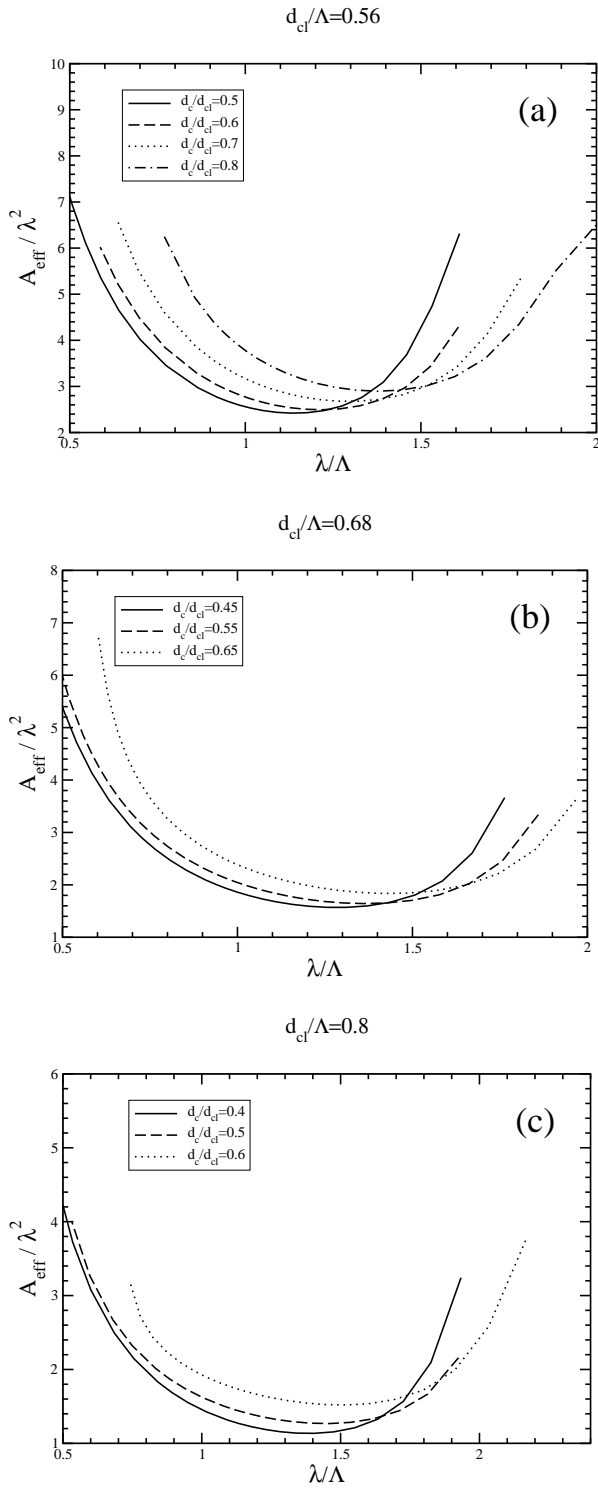 d_cl/Λ=0.56
10
9
8
7
6
5
4
3
2
A_eff / λ²
d_c/d_cl=0.5
d_c/d_cl=0.6
d_c/d_cl=0.7
d_c/d_cl=0.8
(a)
0.5 1 1.5 2
λ/Λ
d_cl/Λ=0.68
8
7
6
5
4
3
2
1
A_eff / λ²
d_c/d_cl=0.45
d_c/d_cl=0.55
d_c/d_cl=0.65
(b)
0.5 1 1.5 2
λ/Λ
d_cl/Λ=0.8
6
5
4
3
2
1
A_eff / λ²
d_c/d_cl=0.4
d_c/d_cl=0.5
d_c/d_cl=0.6
(c)
0.5 1 1.5 2
λ/Λ